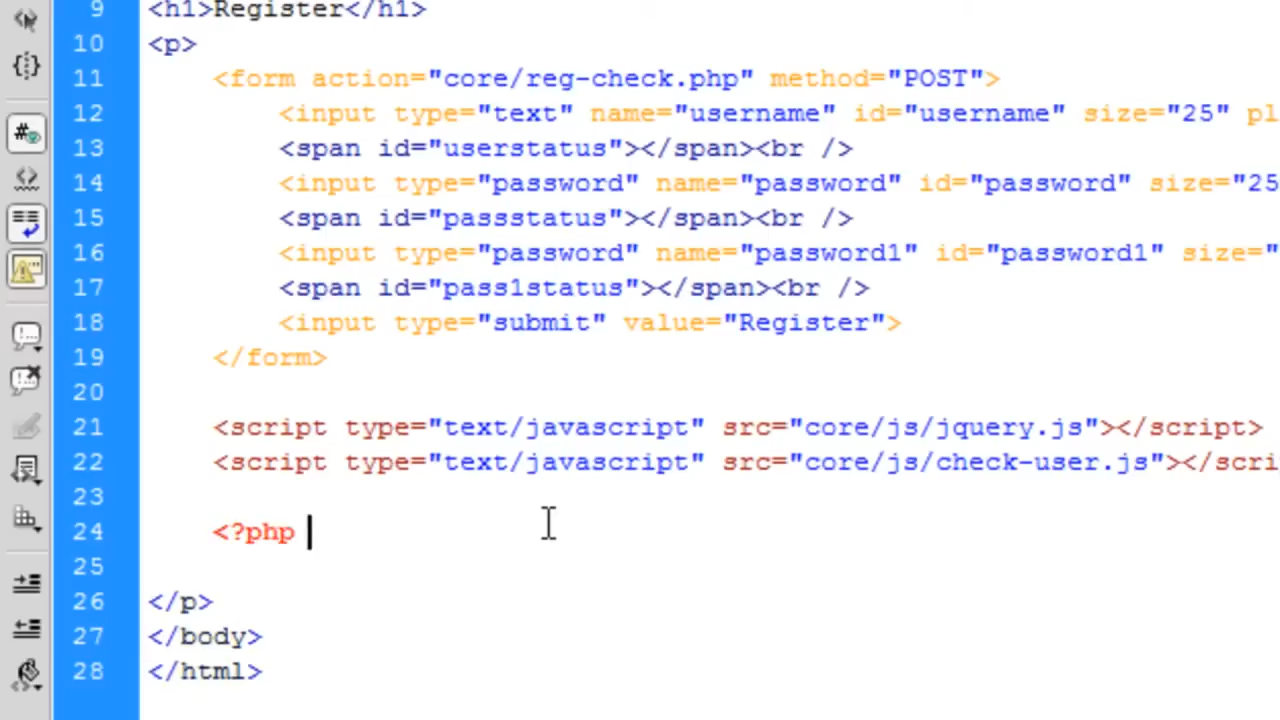 9 <h1>Register</h1>
10 <p>
11 <form action="core/reg-check.php" method="POST">
12 <input type="text" name="username" id="username" size="25" pl
13 <span id="userstatus"></span><br />
14 <input type="password" name="password" id="password" size="25
15 <span id="passstatus"></span><br />
16 <input type="password" name="password1" id="password1" size="
17 <span id="pass1status"></span><br />
18 <input type="submit" value="Register">
19 </form>
20
21 <script type="text/javascript" src="core/js/jquery.js"></script>
22 <script type="text/javascript" src="core/js/check-user.js"></scri
23
24 <?php
25
26 </p>
27 </body>
28 </html>